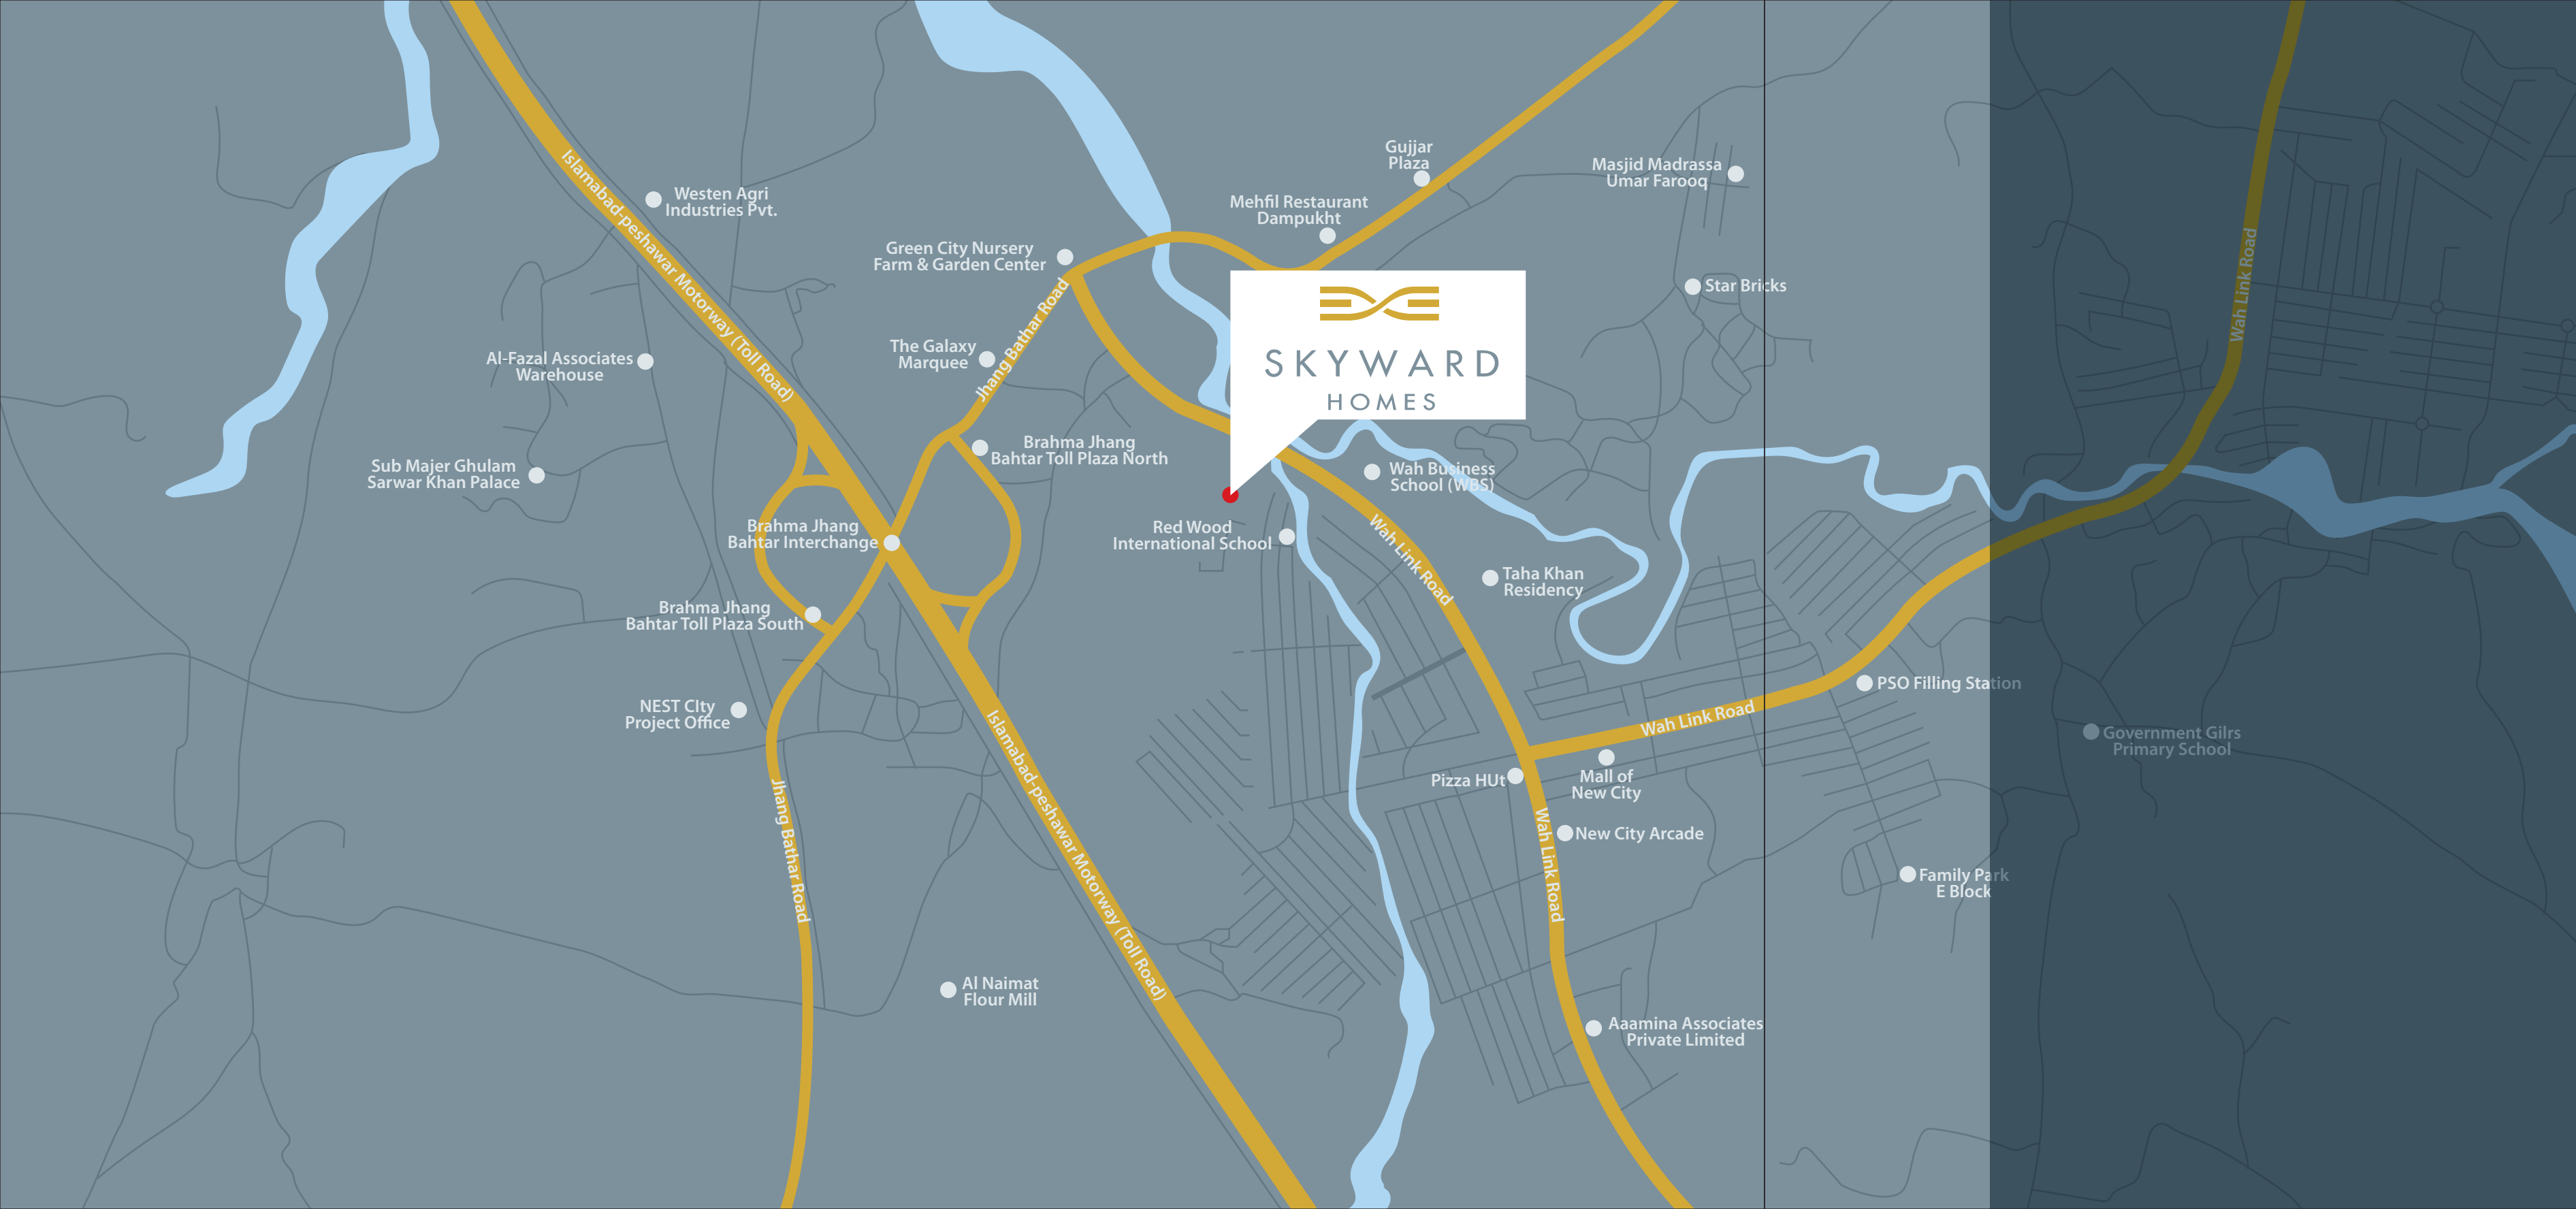 Islamabad-peshawar Motorway (Toll Road)
Westen Agri
Industries Pvt.
Gujjar
Plaza
Masjid Madrassa
Umar Farooq
Mehfil Restaurant
Dampukht
Green City Nursery
Farm & Garden Center
Wah Link Road
Star Bricks
Jhang Bathar Road
The Galaxy
Marquee
Al-Fazal Associates
Warehouse
SKYWARD
HOMES
Brahma Jhang
Bahtar Toll Plaza North
Sub Majer Ghulam
Sarwar Khan Palace
Wah Business
School (WBS)
Brahma Jhang
Bahtar Interchange
Red Wood
International School
Wah Link Road
Taha Khan
Residency
Brahma Jhang
Bahtar Toll Plaza South
NEST CIty
Project Office
PSO Filling Station
Wah Link Road
Government Gilrs
Primary School
Pizza HUt
Mall of
New City
Jhang Bathar Road
Islamabad-peshawar Motorway (Toll Road)
Wah Link Road
New City Arcade
Family Park
E Block
Al Naimat
Flour Mill
Aaamina Associates
Private Limited